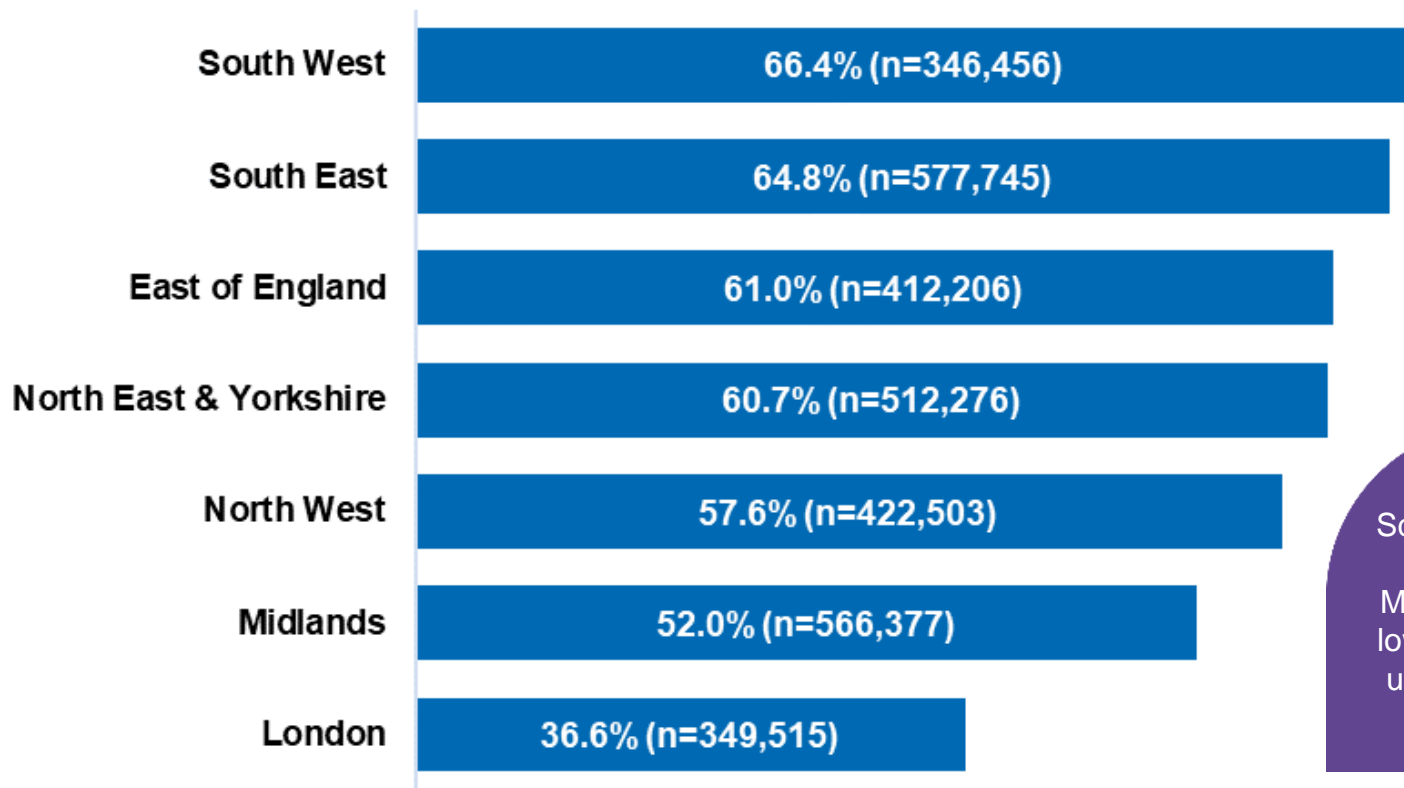 South West
66.4% (n=346,456)
South East
64.8% (n=577,745)
East of England
61.0% (n=412,206)
North East & Yorkshire
60.7% (n=512,276)
North West
57.6% (n=422,503)
Midlands
52.0% (n=566,377)
London
36.6% (n=349,515)